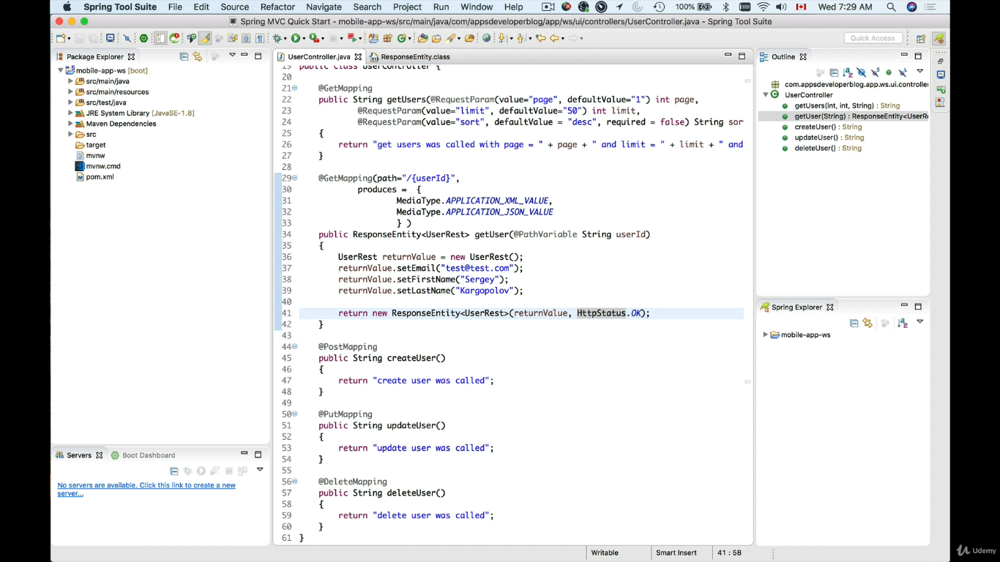 Spring Tool Suite File Edit Source Refactor Navigate Search Project Run Window Help 100% Wed 7:29 AM
Spring MVC Quick Start - mobile-app-ws/src/main/java/com/appsdeveloperblog/app/ws/ui/controllers/UserController.java - Spring Tool Suite
Quick Access
Package Explorer
mobile-app-ws [boot]
src/main/java
src/main/resources
src/test/java
JRE System Library [JavaSE-1.8]
Maven Dependencies
src
target
mvnw
mvnw.cmd
pom.xml
Servers Boot Dashboard
No servers are available. Click this link to create a new
server...
UserController.java ResponseEntity.class
19 public class UserController {
20
21 @GetMapping
22 public String getUsers(@RequestParam(value="page", defaultValue="1") int page,
23 @RequestParam(value="limit", defaultValue="50") int limit,
24 @RequestParam(value="sort", defaultValue = "desc", required = false) String sor
25 {
26 return "get users was called with page = " + page + " and limit = " + limit + " and
27 }
28
29 @GetMapping(path="/{userId}",
30 produces = {
31 MediaType.APPLICATION_XML_VALUE,
32 MediaType.APPLICATION_JSON_VALUE
33 } )
34 public ResponseEntity<UserRest> getUser(@PathVariable String userId)
35 {
36 UserRest returnValue = new UserRest();
37 returnValue.setEmail("test@test.com");
38 returnValue.setFirstName("Sergey");
39 returnValue.setLastName("Kargopolov");
40
41 return new ResponseEntity<UserRest>(returnValue, HttpStatus.OK);
42 }
43
44 @PostMapping
45 public String createUser()
46 {
47 return "create user was called";
48 }
49
50 @PutMapping
51 public String updateUser()
52 {
53 return "update user was called";
54 }
55
56 @DeleteMapping
57 public String deleteUser()
58 {
59 return "delete user was called";
60 }
61 }
Outline
com.appsdeveloperblog.app.ws.ui.controller
UserController
getUsers(int, int, String) : String
getUser(String) : ResponseEntity<UserR
createUser() : String
updateUser() : String
deleteUser() : String
Spring Explorer
mobile-app-ws
Writable Smart Insert 41 : 58
Udemy